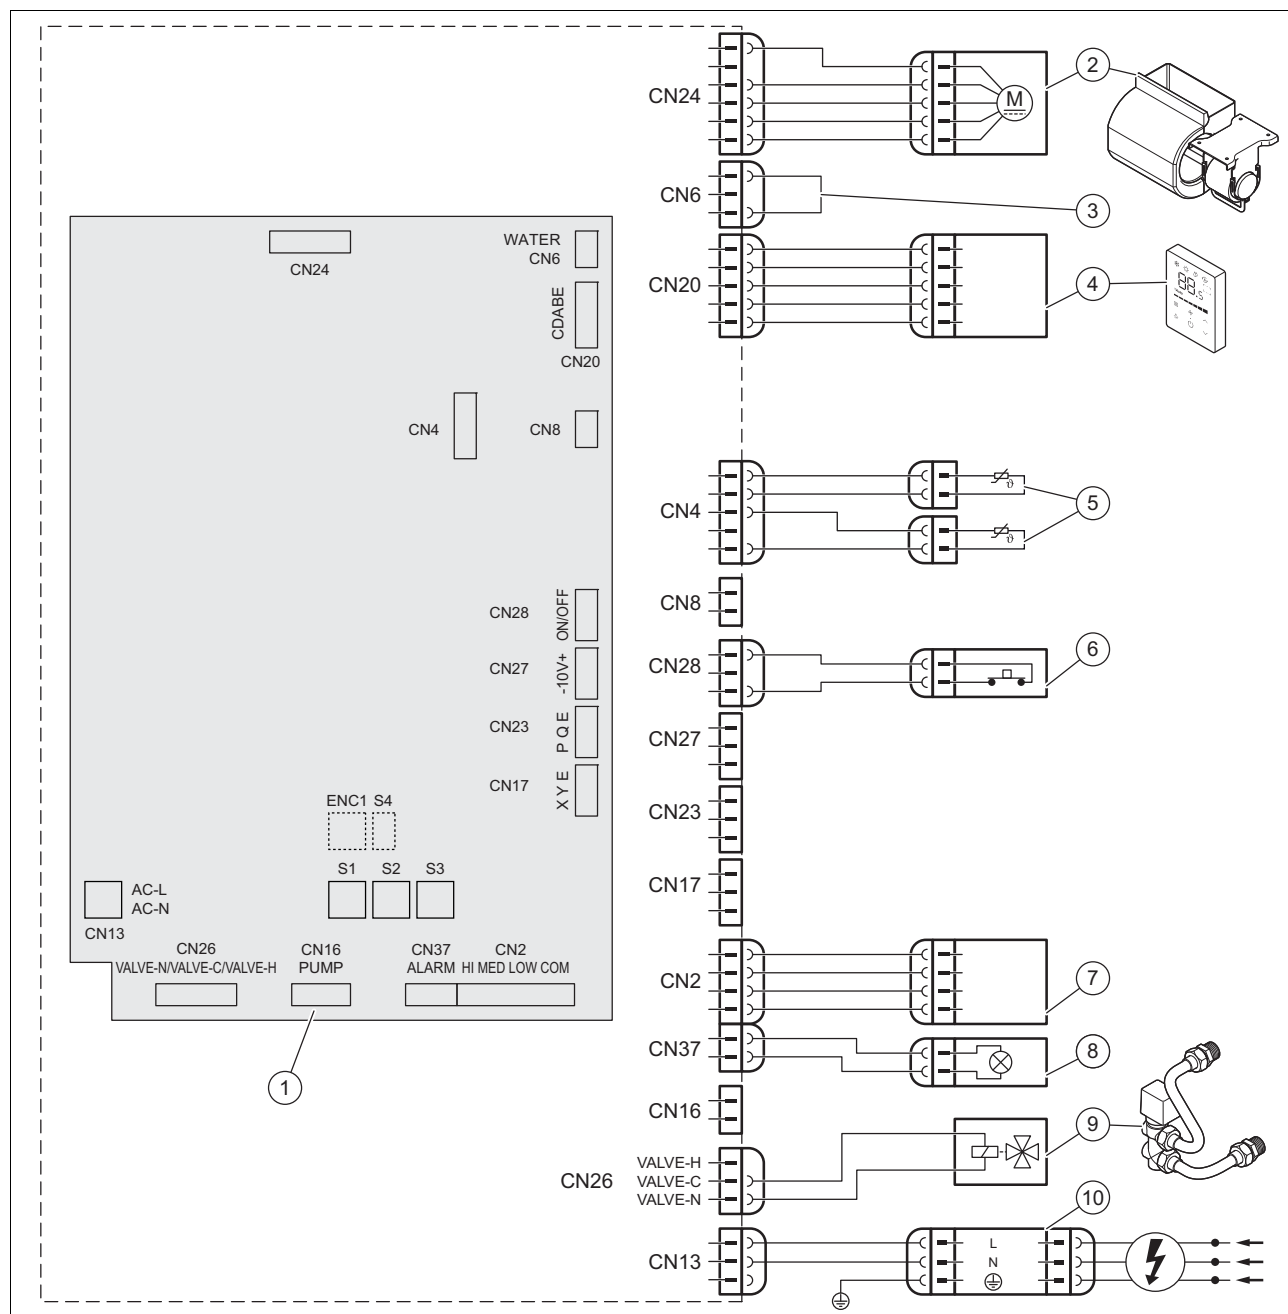 CN24
M
2
CN6
3
CN20
4
88.5
CN24
WATER
CN6
CDABE
CN20
CN4
CN8
CN4
ϑ
ϑ
5
CN8
CN28
ON/OFF
CN28
6
CN27
-10V+
CN27
CN23
P Q E
CN23
CN17
X Y E
CN17
ENC1 S4
S1 S2 S3
AC-L
AC-N
CN13
CN26
VALVE-N/VALVE-C/VALVE-H
CN16
PUMP
CN37
ALARM
CN2
HI MED LOW COM
1
CN2
7
CN37
8
CN16
CN26
VALVE-H
VALVE-C
VALVE-N
9
10
CN13
L
N